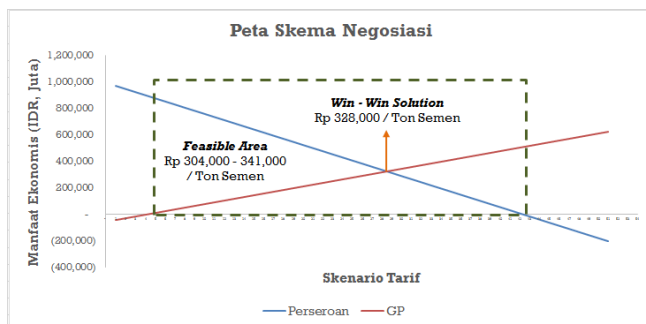 Peta Skema Negosiasi
Manfaat Ekonomis (IDR, Juta)
1,200,000
1,000,000
800,000
600,000
400,000
200,000
-
(200,000)
(400,000)
Win - Win Solution
Rp 328,000 / Ton Semen
Feasible Area
Rp 304,000 - 341,000
/ Ton Semen
Skenario Tarif
Perseroan
GP